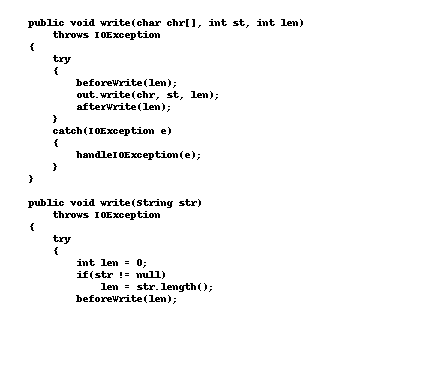 public void write(char chr[], int st, int len)
    throws IOException
{
    try
    {
        beforeWrite(len);
        out.write(chr, st, len);
        afterWrite(len);
    }
    catch(IOException e)
    {
        handleIOException(e);
    }
}

public void write(String str)
    throws IOException
{
    try
    {
        int len = 0;
        if(str != null)
            len = str.length();
        beforeWrite(len);